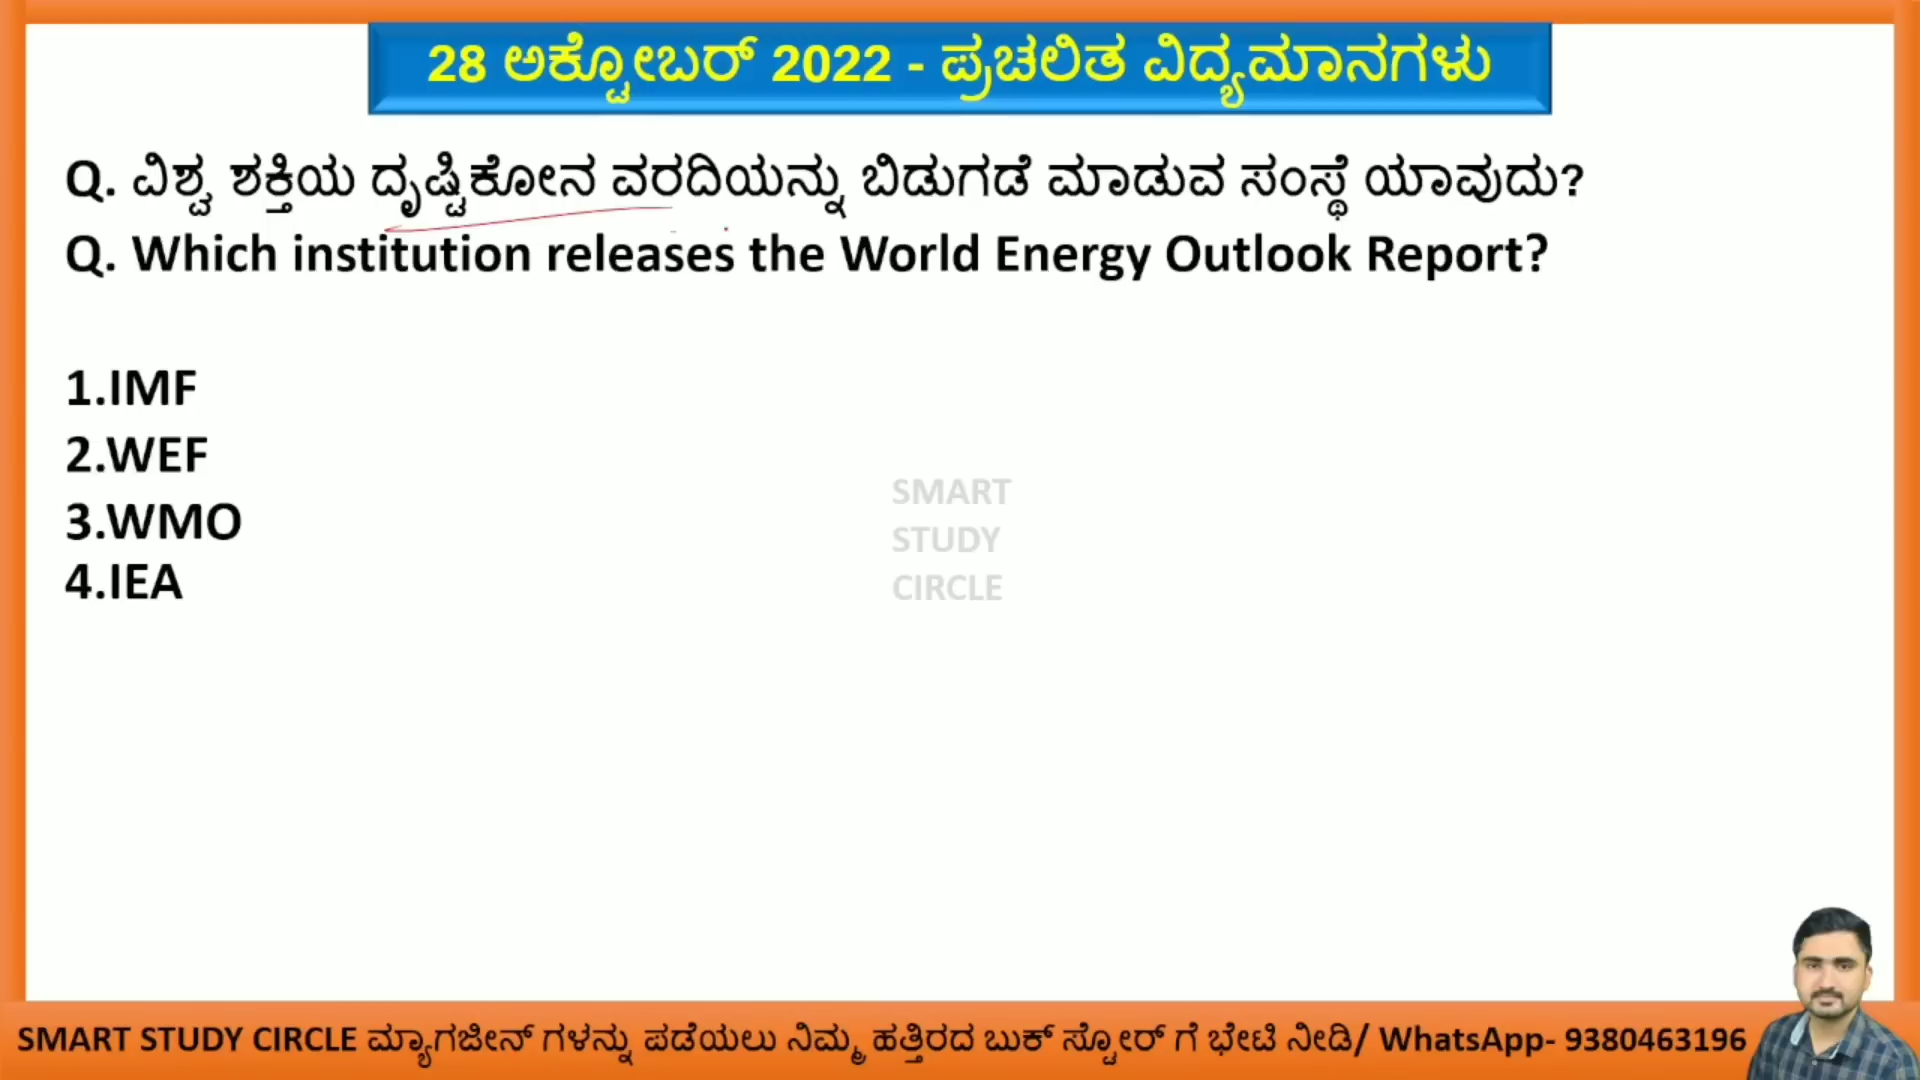 28 ಅಕ್ಟೋಬರ್ 2022 - ಪ್ರಚಲಿತ ವಿದ್ಯಮಾನಗಳು
Q. ವಿಶ್ವ ಶಕ್ತಿಯ ದೃಷ್ಟಿಕೋನ ವರದಿಯನ್ನು ಬಿಡುಗಡೆ ಮಾಡುವ ಸಂಸ್ಥೆ ಯಾವುದು?
Q. Which institution releases the World Energy Outlook Report?
1.IMF
2.WEF
3.WMO
4.IEA
SMART
STUDY
CIRCLE
SMART STUDY CIRCLE ಮ್ಯಾಗಜೀನ್ ಗಳನ್ನು ಪಡೆಯಲು ನಿಮ್ಮ ಹತ್ತಿರದ ಬುಕ್ ಸ್ಟೋರ್ ಗೆ ಭೇಟಿ ನೀಡಿ/ WhatsApp- 9380463196